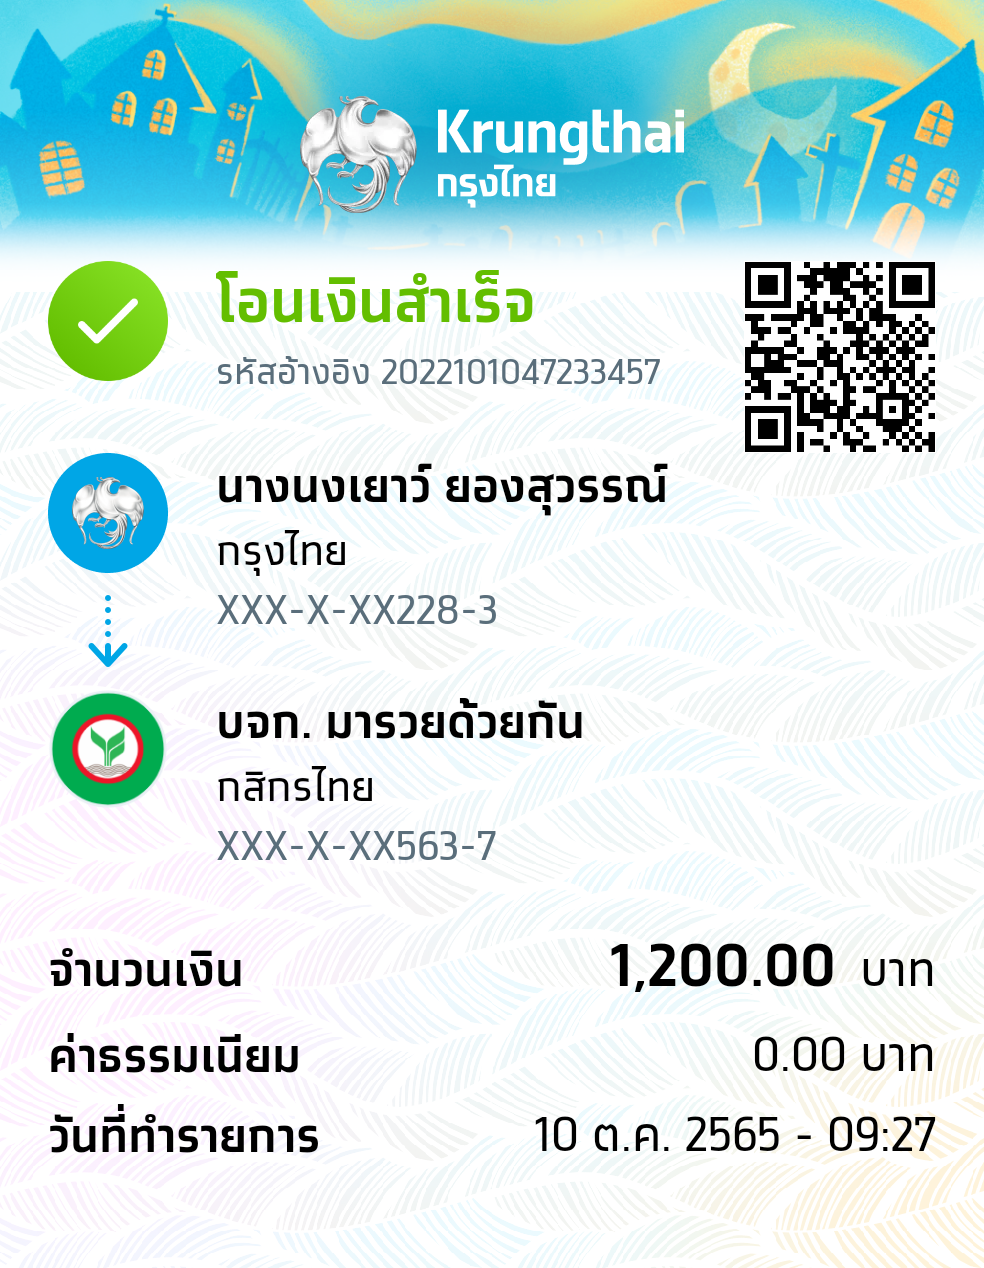 Krungthai
กรุงไทย
โอนเงินสำเร็จ
รหัสอ้างอิง 2022101047233457
นางนงเยาว์ ยองสุวรรณ์
กรุงไทย
XXX-X-XX228-3
บจก. มารวยด้วยกัน
กสิกรไทย
XXX-X-XX563-7
จำนวนเงิน 1,200.00 บาท
ค่าธรรมเนียม 0.00 บาท
วันที่ทำรายการ 10 ต.ค. 2565 - 09:27